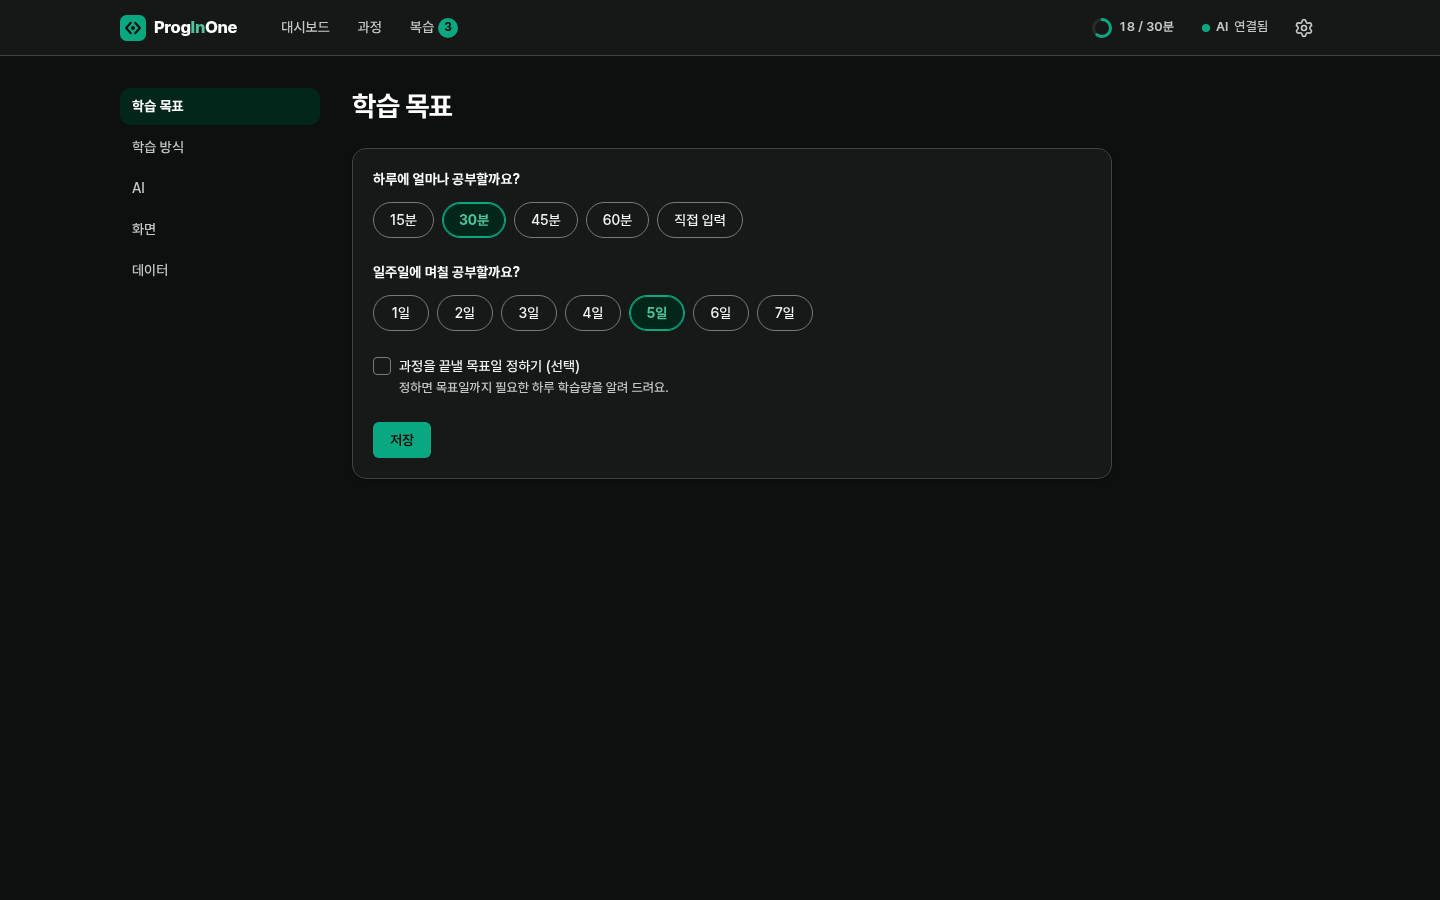 ProgInOne
대시보드
과정
복습 3
18 / 30분
AI 연결됨
학습 목표
학습 방식
AI
화면
데이터
학습 목표
하루에 얼마나 공부할까요?
15분 30분 45분 60분 직접 입력
일주일에 며칠 공부할까요?
1일 2일 3일 4일 5일 6일 7일
과정을 끝낼 목표일 정하기 (선택)
정하면 목표일까지 필요한 하루 학습량을 알려 드려요.
저장